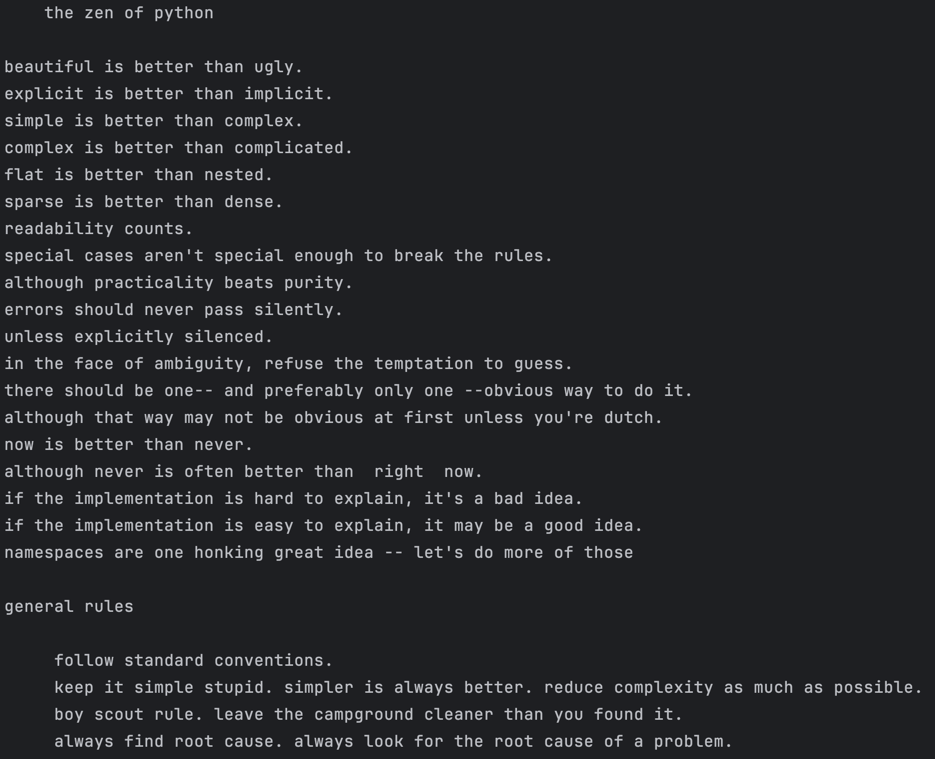 the zen of python
beautiful is better than ugly.
explicit is better than implicit.
simple is better than complex.
complex is better than complicated.
flat is better than nested.
sparse is better than dense.
readability counts.
special cases aren't special enough to break the rules.
although practicality beats purity.
errors should never pass silently.
unless explicitly silenced.
in the face of ambiguity, refuse the temptation to guess.
there should be one-- and preferably only one --obvious way to do it.
although that way may not be obvious at first unless you're dutch.
now is better than never.
although never is often better than  right  now.
if the implementation is hard to explain, it's a bad idea.
if the implementation is easy to explain, it may be a good idea.
namespaces are one honking great idea -- let's do more of those
general rules
follow standard conventions.
keep it simple stupid. simpler is always better. reduce complexity as much as possible.
boy scout rule. leave the campground cleaner than you found it.
always find root cause. always look for the root cause of a problem.